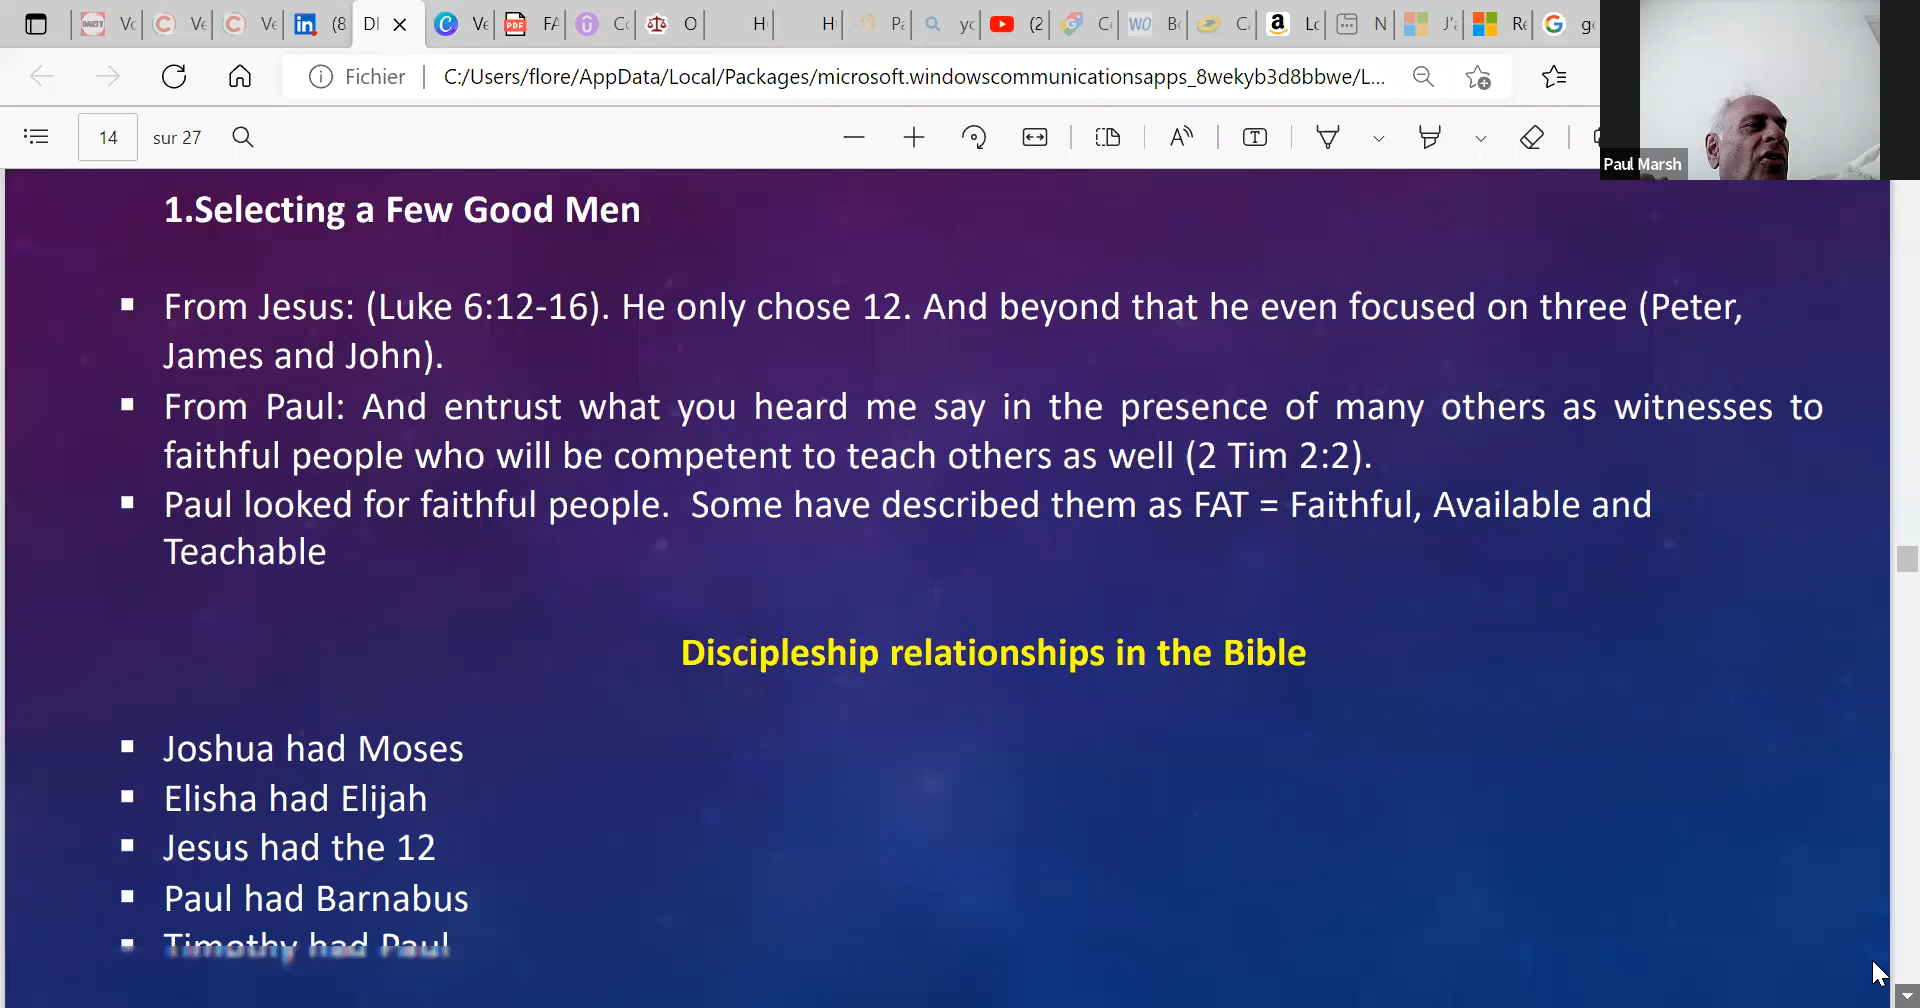 (8
DI
FA
O
H
H
(2
Fichier
C:/Users/flore/AppData/Local/Packages/microsoft.windowscommunicationsapps_8wekyb3d8bbwe/L...
14 sur 27
Paul Marsh
1.Selecting a Few Good Men
▪ From Jesus: (Luke 6:12-16). He only chose 12. And beyond that he even focused on three (Peter,
James and John).
▪ From Paul: And entrust what you heard me say in the presence of many others as witnesses to
faithful people who will be competent to teach others as well (2 Tim 2:2).
▪ Paul looked for faithful people. Some have described them as FAT = Faithful, Available and
Teachable
Discipleship relationships in the Bible
▪ Joshua had Moses
▪ Elisha had Elijah
▪ Jesus had the 12
▪ Paul had Barnabus
▪ Timothy had Paul